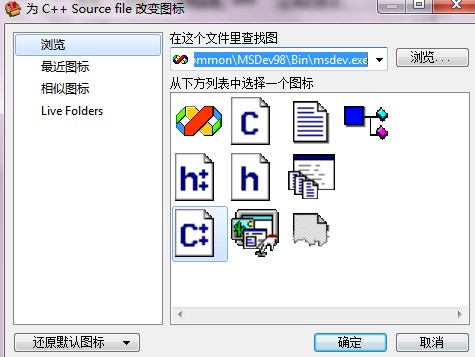 为 C++ Source file 改变图标
浏览
最近图标
相似图标
Live Folders
在这个文件里查找图
ommon\MSDev98\Bin\msdev.exe
浏览...
从下方列表中选择一个图标
C
h++
h
C++
还原默认图标
确定
取消